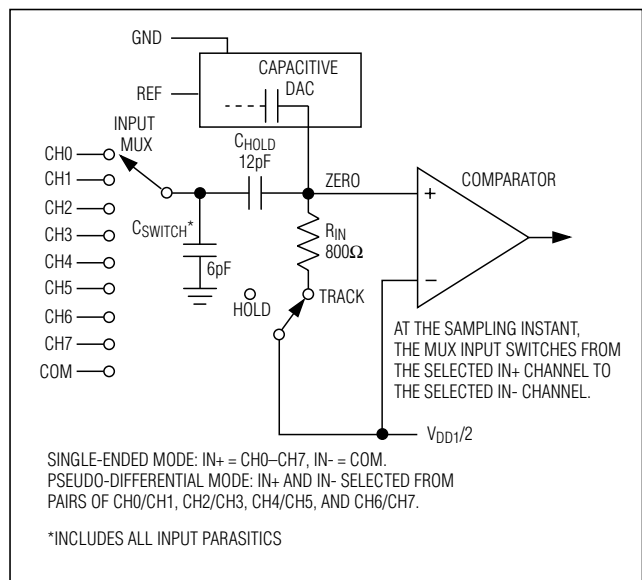 GND
CAPACITIVE
DAC
REF
INPUT
MUX
CHOLD
12pF
CH0
CH1
CH2
CH3
CH4
CH5
CH6
CH7
COM
ZERO
COMPARATOR
+
−
CSWITCH*
6pF
RIN
800Ω
HOLD
TRACK
AT THE SAMPLING INSTANT,
THE MUX INPUT SWITCHES FROM
THE SELECTED IN+ CHANNEL TO
THE SELECTED IN- CHANNEL.
VDD1/2
SINGLE-ENDED MODE: IN+ = CH0–CH7, IN- = COM.
PSEUDO-DIFFERENTIAL MODE: IN+ AND IN- SELECTED FROM
PAIRS OF CH0/CH1, CH2/CH3, CH4/CH5, AND CH6/CH7.
*INCLUDES ALL INPUT PARASITICS